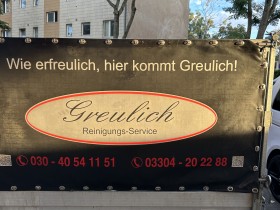 Wie erfreulich, hier kommt Greulich!
Greulich
Reinigungs-Service
030 - 40 54 11 51 03304 - 20 22 88